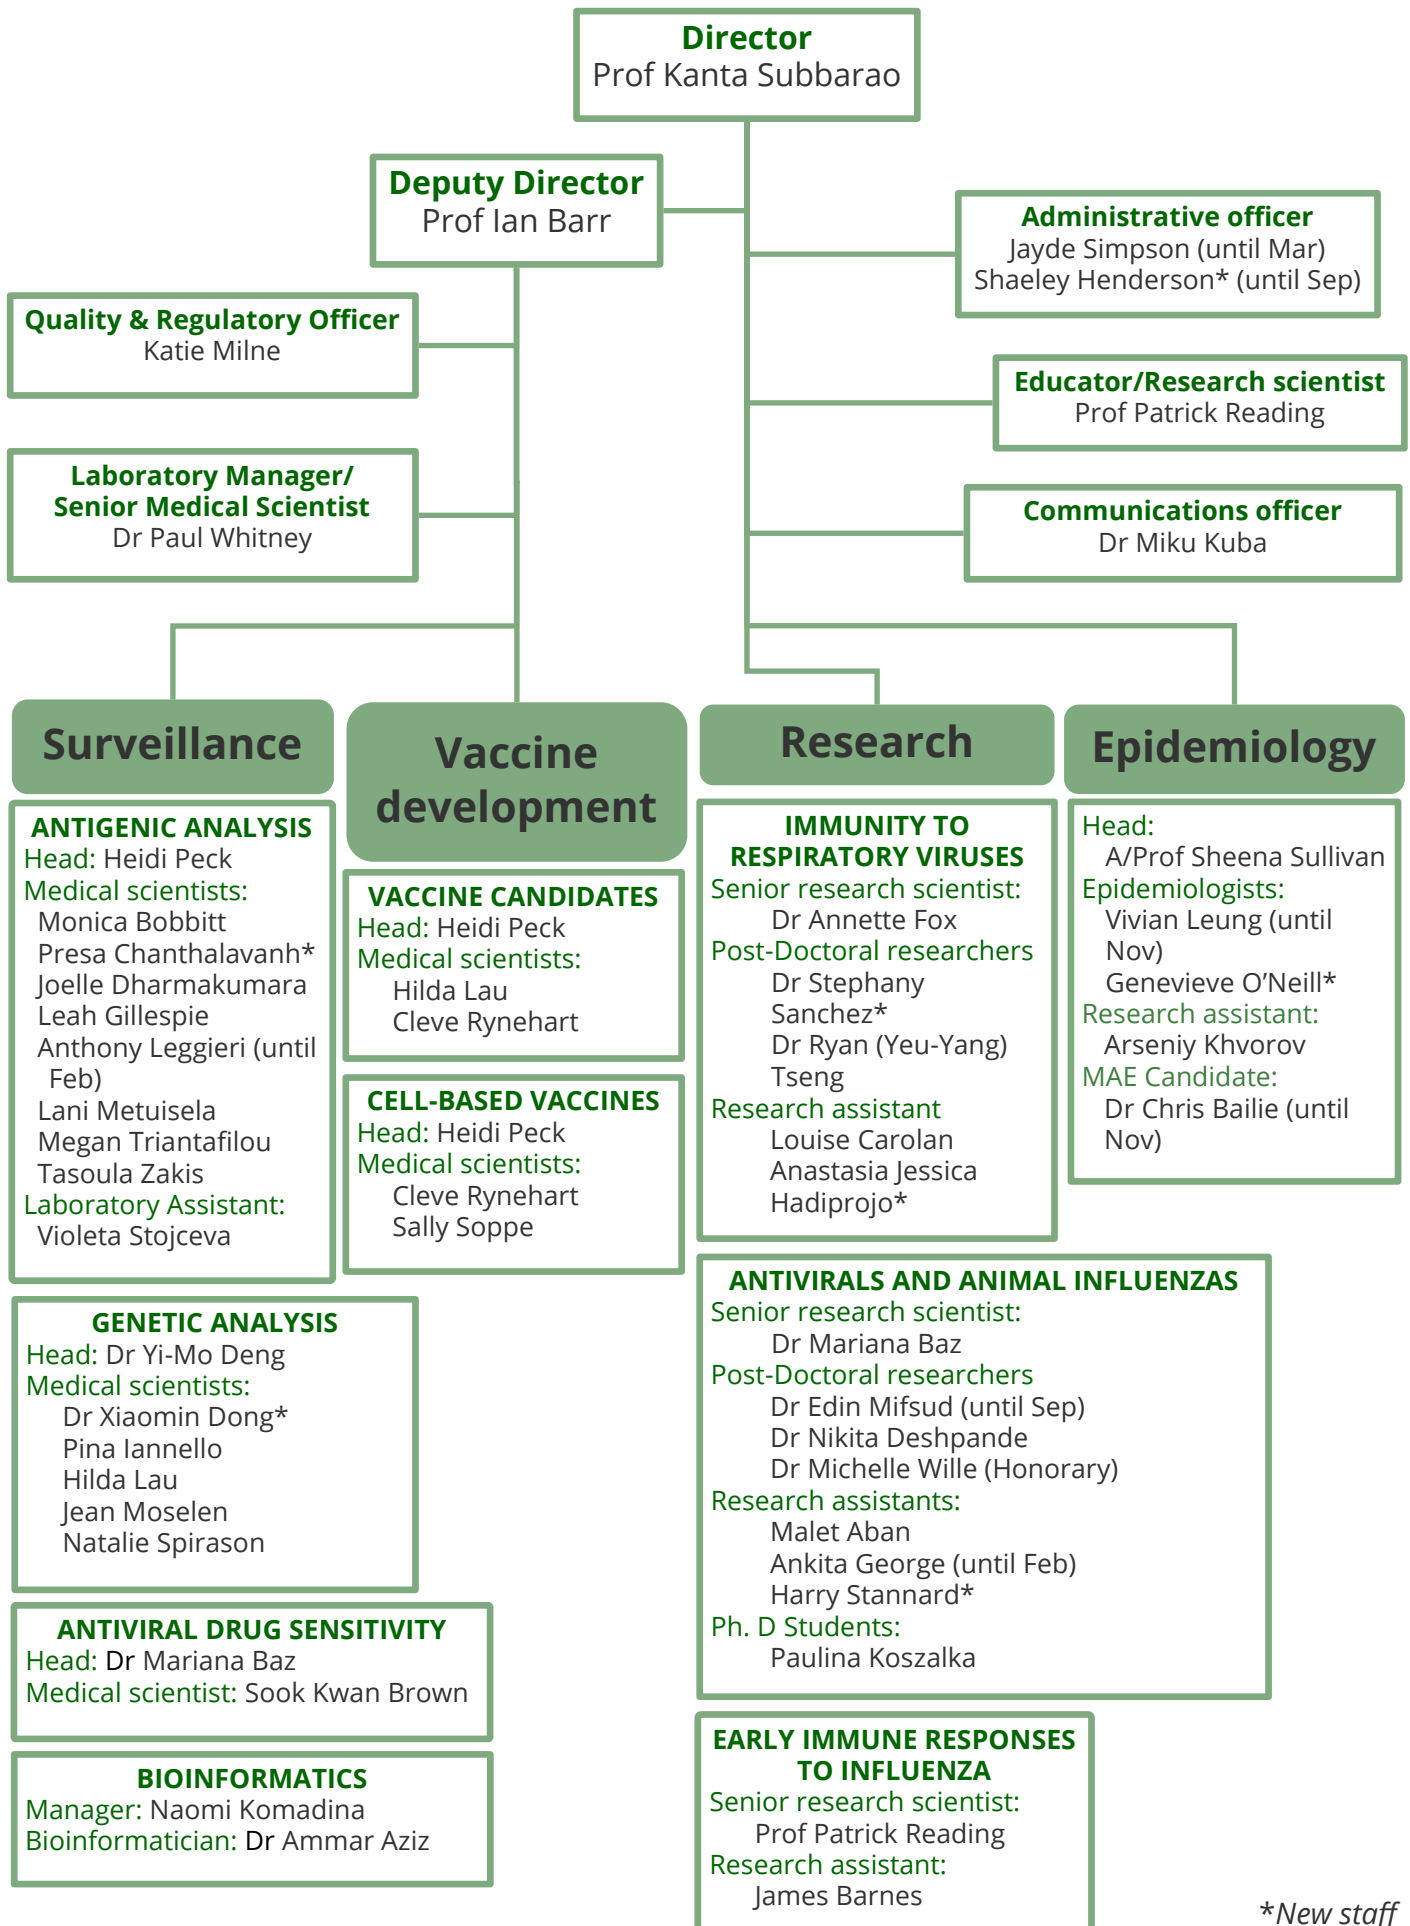 Director
Prof Kanta Subbarao
Deputy Director
Prof Ian Barr
Administrative officer
Jayde Simpson (until Mar)
Shaeley Henderson* (until Sep)
Quality & Regulatory Officer
Katie Milne
Educator/Research scientist
Prof Patrick Reading
Laboratory Manager/
Senior Medical Scientist
Dr Paul Whitney
Communications officer
Dr Miku Kuba
Surveillance
ANTIGENIC ANALYSIS
Head: Heidi Peck
Medical scientists:
Monica Bobbitt
Presa Chanthalavanh*
Joelle Dharmakumara
Leah Gillespie
Anthony Leggieri (until
Feb)
Lani Metuisela
Megan Triantafilou
Tasoula Zakis
Laboratory Assistant:
Violeta Stojceva
GENETIC ANALYSIS
Head: Dr Yi-Mo Deng
Medical scientists:
Dr Xiaomin Dong*
Pina Iannello
Hilda Lau
Jean Moselen
Natalie Spirason
ANTIVIRAL DRUG SENSITIVITY
Head: Dr Mariana Baz
Medical scientist: Sook Kwan Brown
BIOINFORMATICS
Manager: Naomi Komadina
Bioinformatician: Dr Ammar Aziz
Vaccine
development
VACCINE CANDIDATES
Head: Heidi Peck
Medical scientists:
Hilda Lau
Cleve Rynehart
CELL-BASED VACCINES
Head: Heidi Peck
Medical scientists:
Cleve Rynehart
Sally Soppe
Research
IMMUNITY TO
RESPIRATORY VIRUSES
Senior research scientist:
Dr Annette Fox
Post-Doctoral researchers
Dr Stephany
Sanchez*
Dr Ryan (Yeu-Yang)
Tseng
Research assistant
Louise Carolan
Anastasia Jessica
Hadiprojo*
ANTIVIRALS AND ANIMAL INFLUENZAS
Senior research scientist:
Dr Mariana Baz
Post-Doctoral researchers
Dr Edin Mifsud (until Sep)
Dr Nikita Deshpande
Dr Michelle Wille (Honorary)
Research assistants:
Malet Aban
Ankita George (until Feb)
Harry Stannard*
Ph. D Students:
Paulina Koszalka
EARLY IMMUNE RESPONSES
TO INFLUENZA
Senior research scientist:
Prof Patrick Reading
Research assistant:
James Barnes
Epidemiology
Head:
A/Prof Sheena Sullivan
Epidemiologists:
Vivian Leung (until
Nov)
Genevieve O’Neill*
Research assistant:
Arseniy Khvorov
MAE Candidate:
Dr Chris Bailie (until
Nov)
*New staff